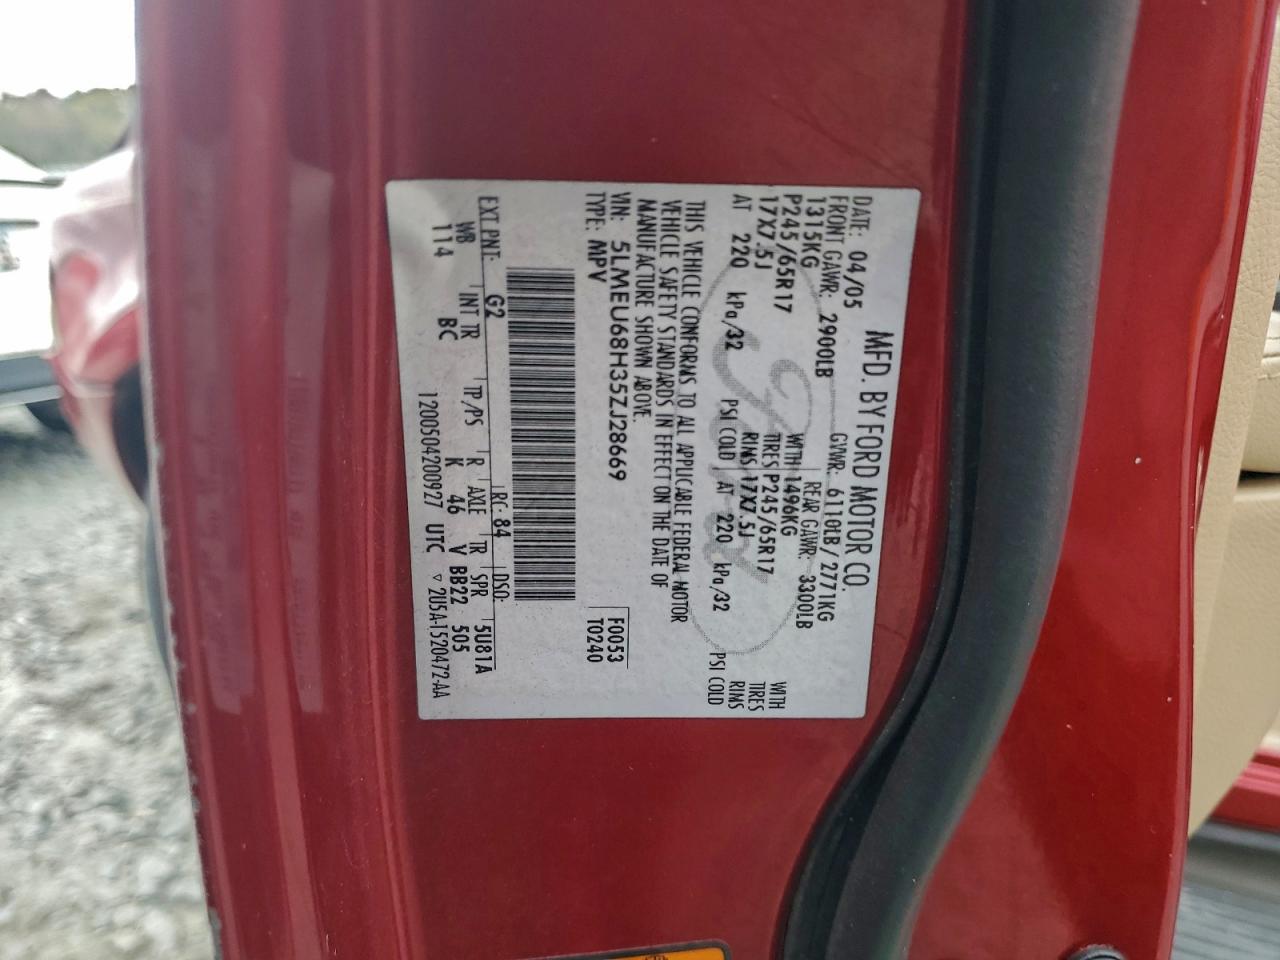 MFD. BY FORD MOTOR CO.
DATE: 04/05 GVWR: 6110LB/2771KG
FRONT GAWR: 2900LB REAR GAWR: 3300LB
1315KG WITH 1496KG WITH
P245/65R17 TIRES P245/65R17 TIRES
17X7.5J RIMS 17X7.5J RIMS
AT 220 kPa/32 PSI COLD AT 220 kPa/32 PSI COLD
THIS VEHICLE CONFORMS TO ALL APPLICABLE FEDERAL MOTOR
VEHICLE SAFETY STANDARDS IN EFFECT ON THE DATE OF
MANUFACTURE SHOWN ABOVE.
VIN: 5LMEU68H35ZJ28669 F0053
TYPE: MPV T0240
EXT PNT: G2 RC: 84 DSO:
WB INT TR TP/PS R AXLE TR SPR 5U81A
114 BC K 46 V BB22 505
1200504200927 UTC ▽ 2U5A-1520472-AA